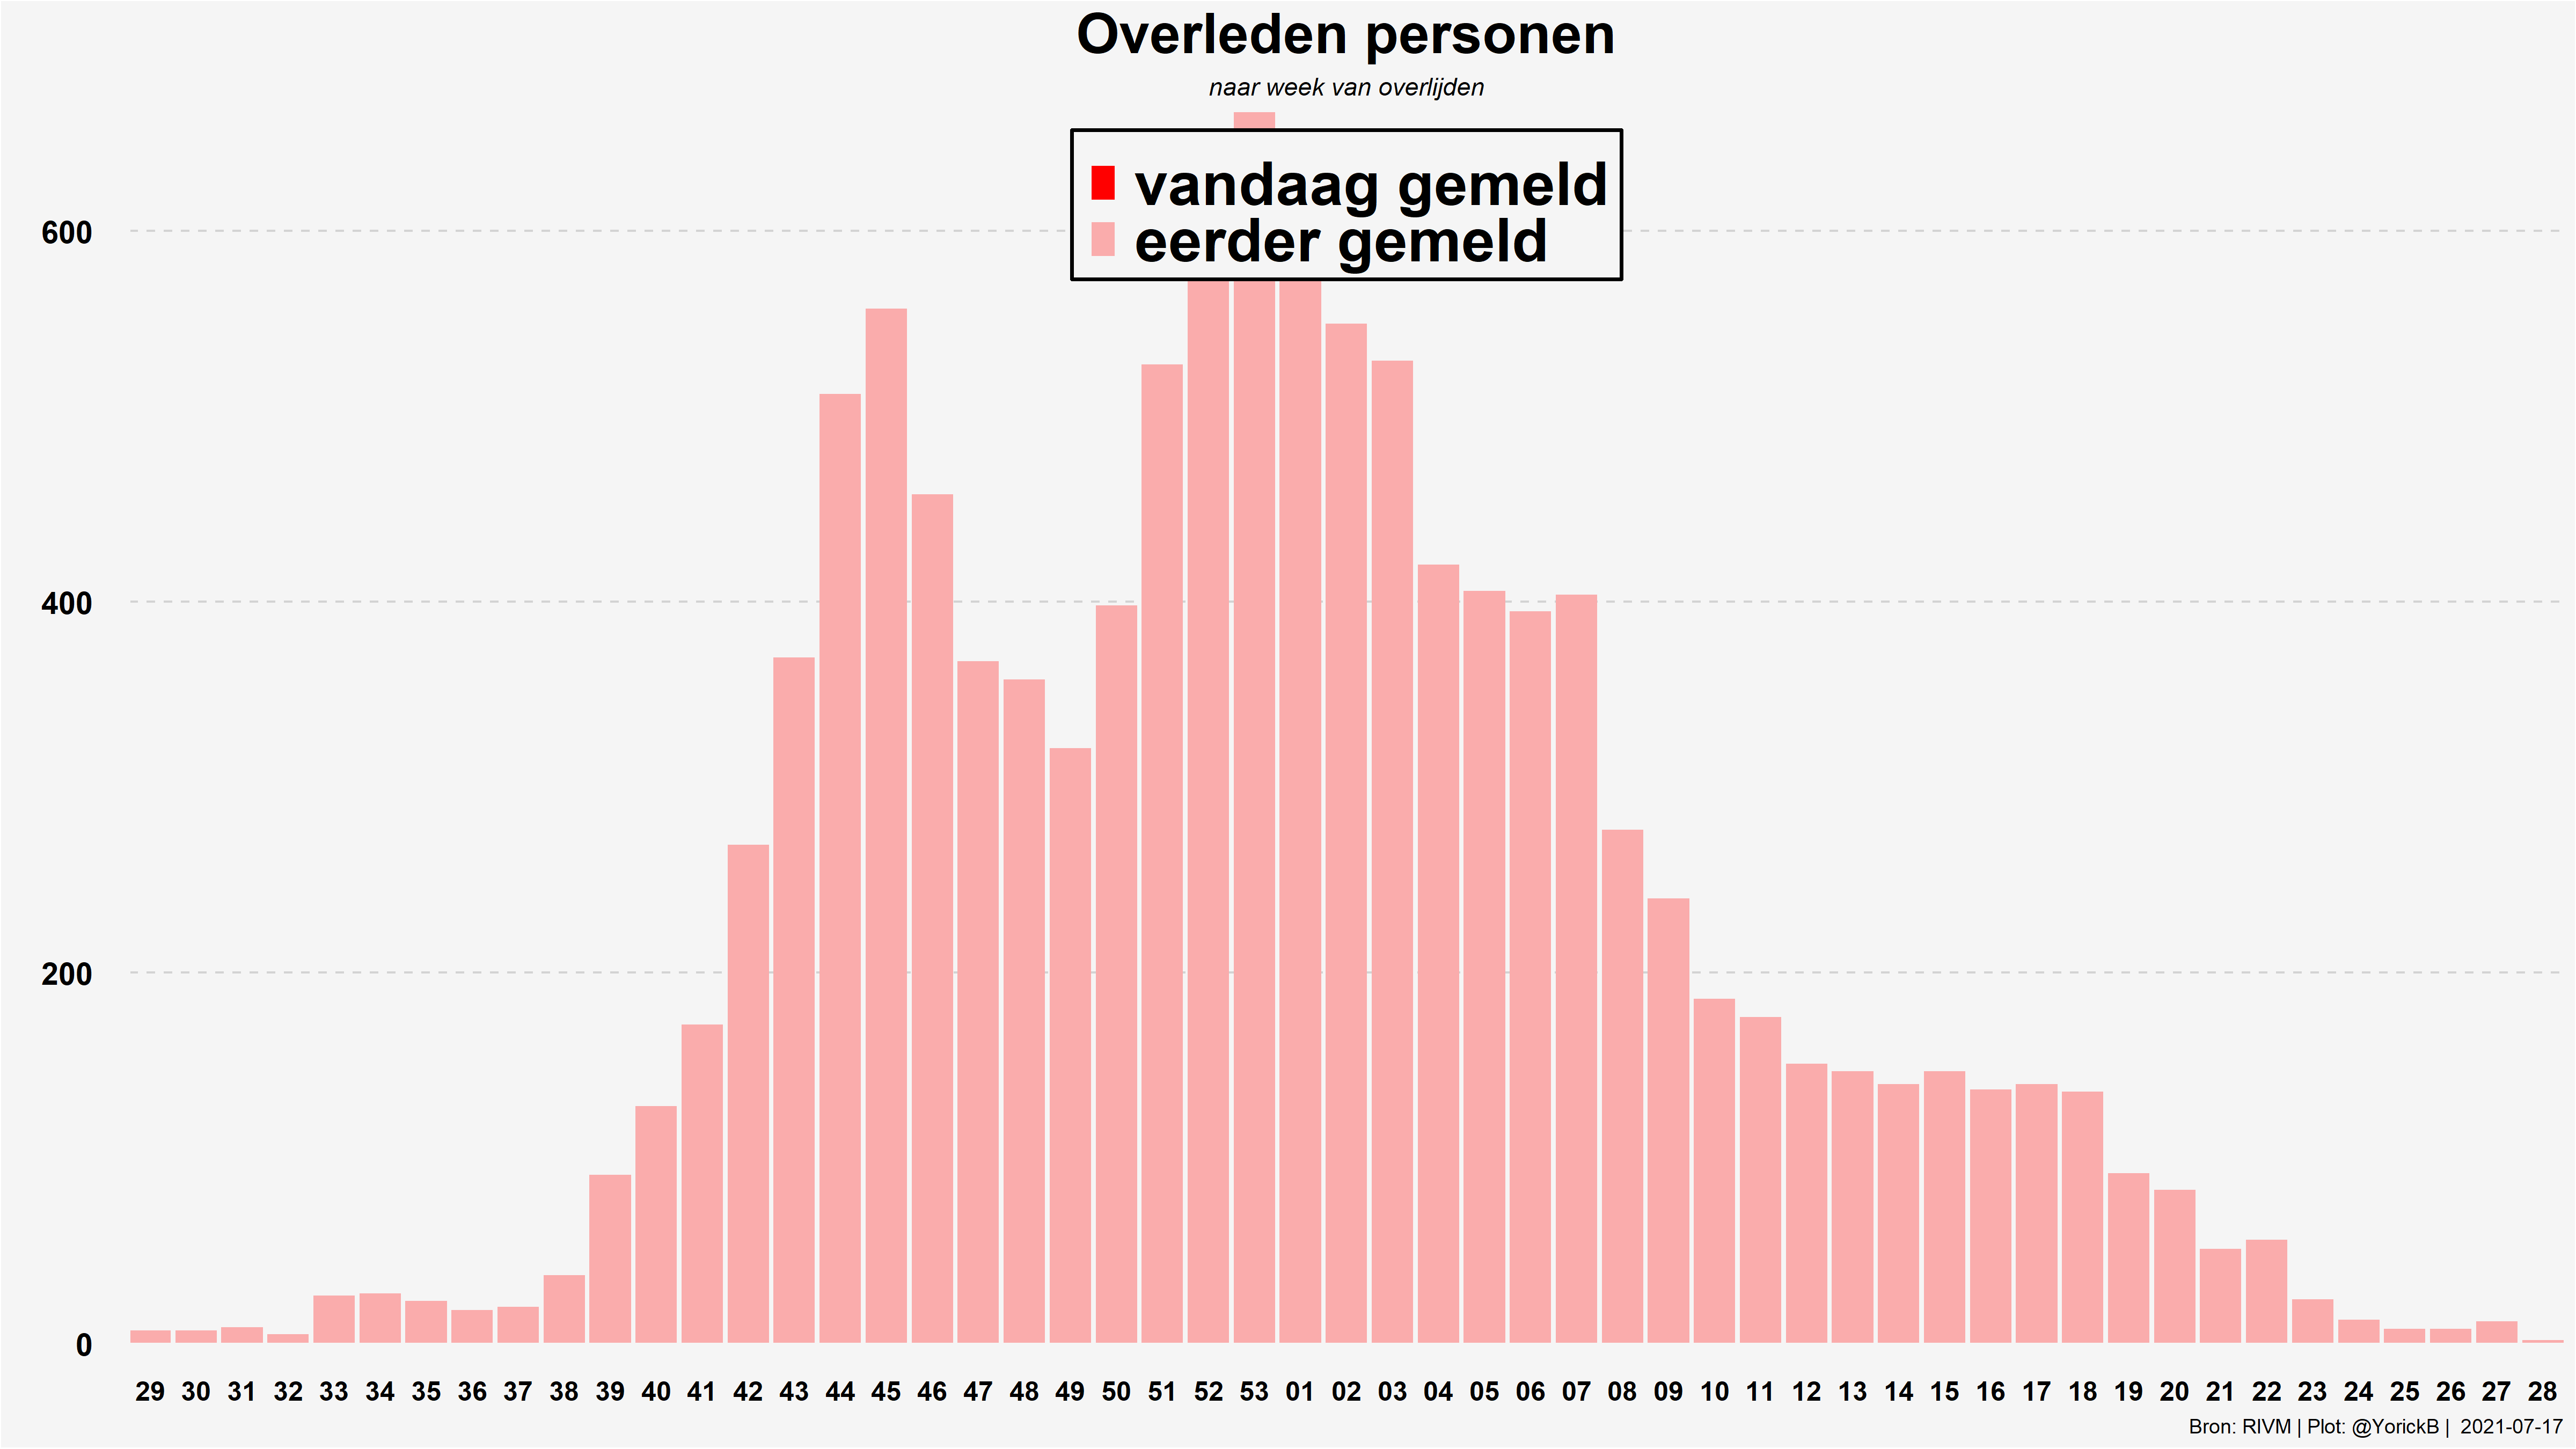 Overleden personen
naar week van overlijden
vandaag gemeld
eerder gemeld
600
400
200
0
29 30 31 32 33 34 35 36 37 38 39 40 41 42 43 44 45 46 47 48 49 50 51 52 53 01 02 03 04 05 06 07 08 09 10 11 12 13 14 15 16 17 18 19 20 21 22 23 24 25 26 27 28
Bron: RIVM | Plot: @YorickB | 2021-07-17